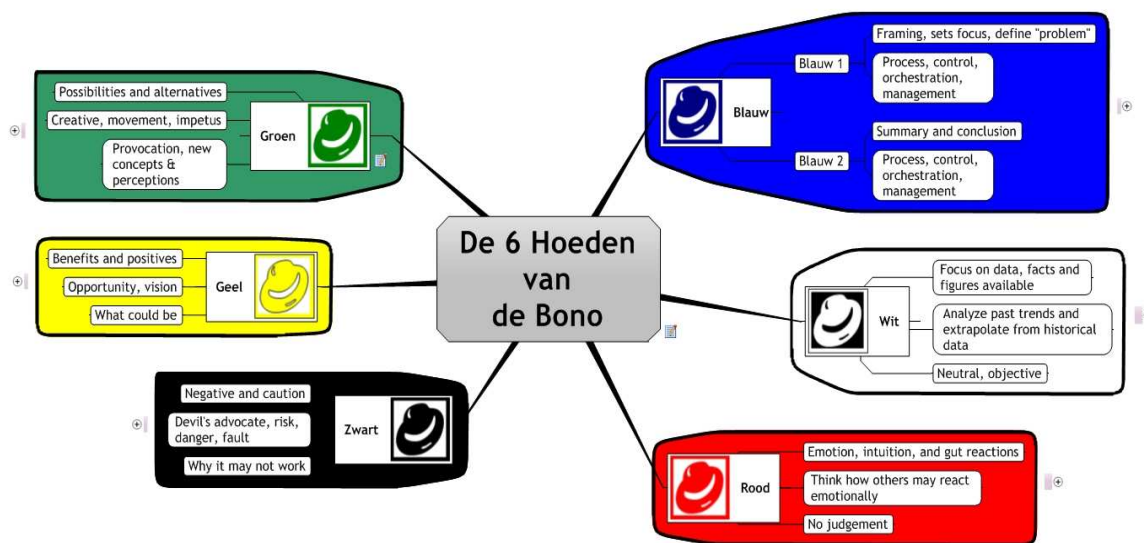 De 6 Hoeden
van
de Bono
Blauw
Blauw 1
Framing, sets focus, define "problem"
Process, control,
orchestration,
management
Blauw 2
Summary and conclusion
Process, control,
orchestration,
management
Wit
Focus on data, facts and
figures available
Analyze past trends and
extrapolate from historical
data
Neutral, objective
Rood
Emotion, intuition, and gut reactions
Think how others may react
emotionally
No judgement
Zwart
Negative and caution
Devil's advocate, risk,
danger, fault
Why it may not work
Geel
Benefits and positives
Opportunity, vision
What could be
Groen
Possibilities and alternatives
Creative, movement, impetus
Provocation, new
concepts &
perceptions